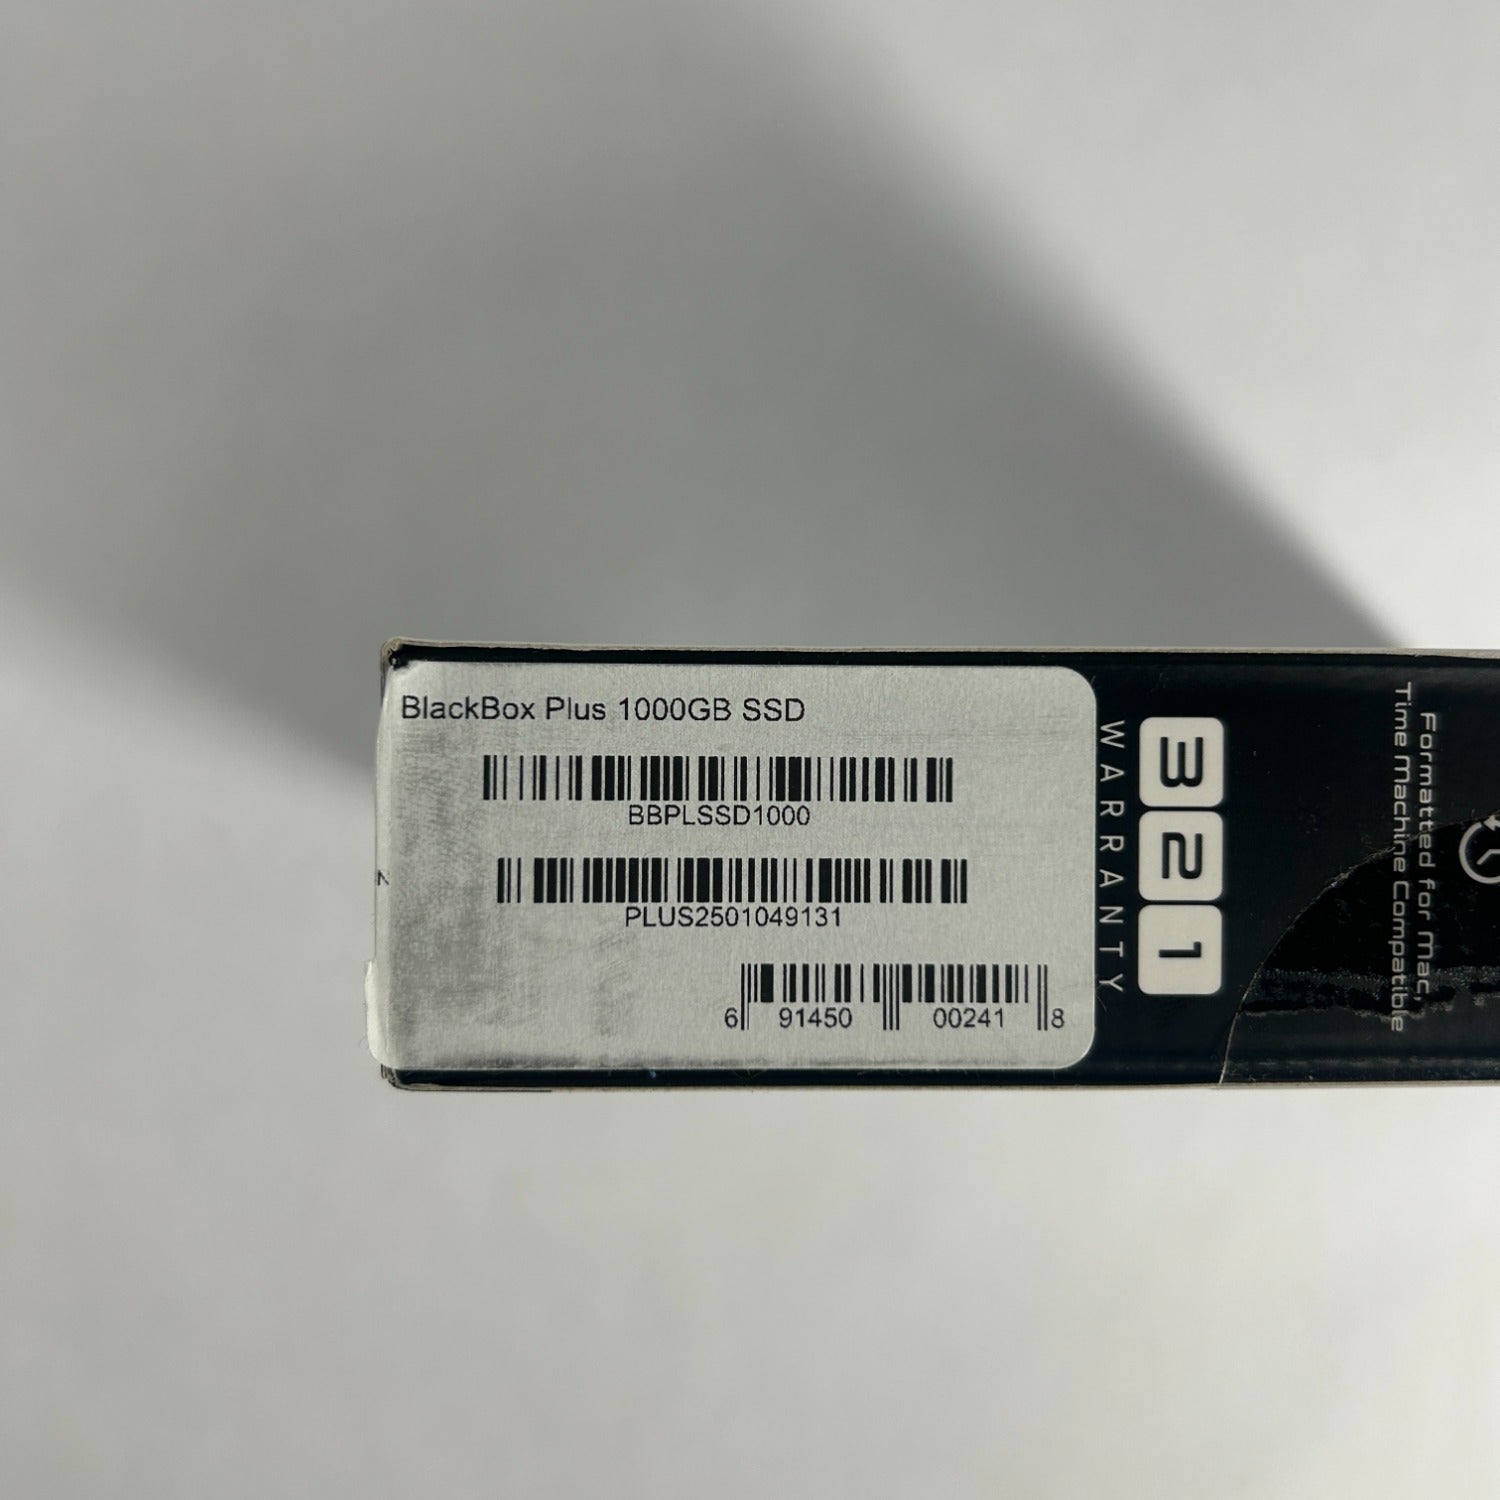 BlackBox Plus 1000GB SSD
BBPLSSD1000
PLUS2501049131
6 91450 00241 8
3 2 1
WARRANTY
Formatted for Mac,
Time Machine Compatible